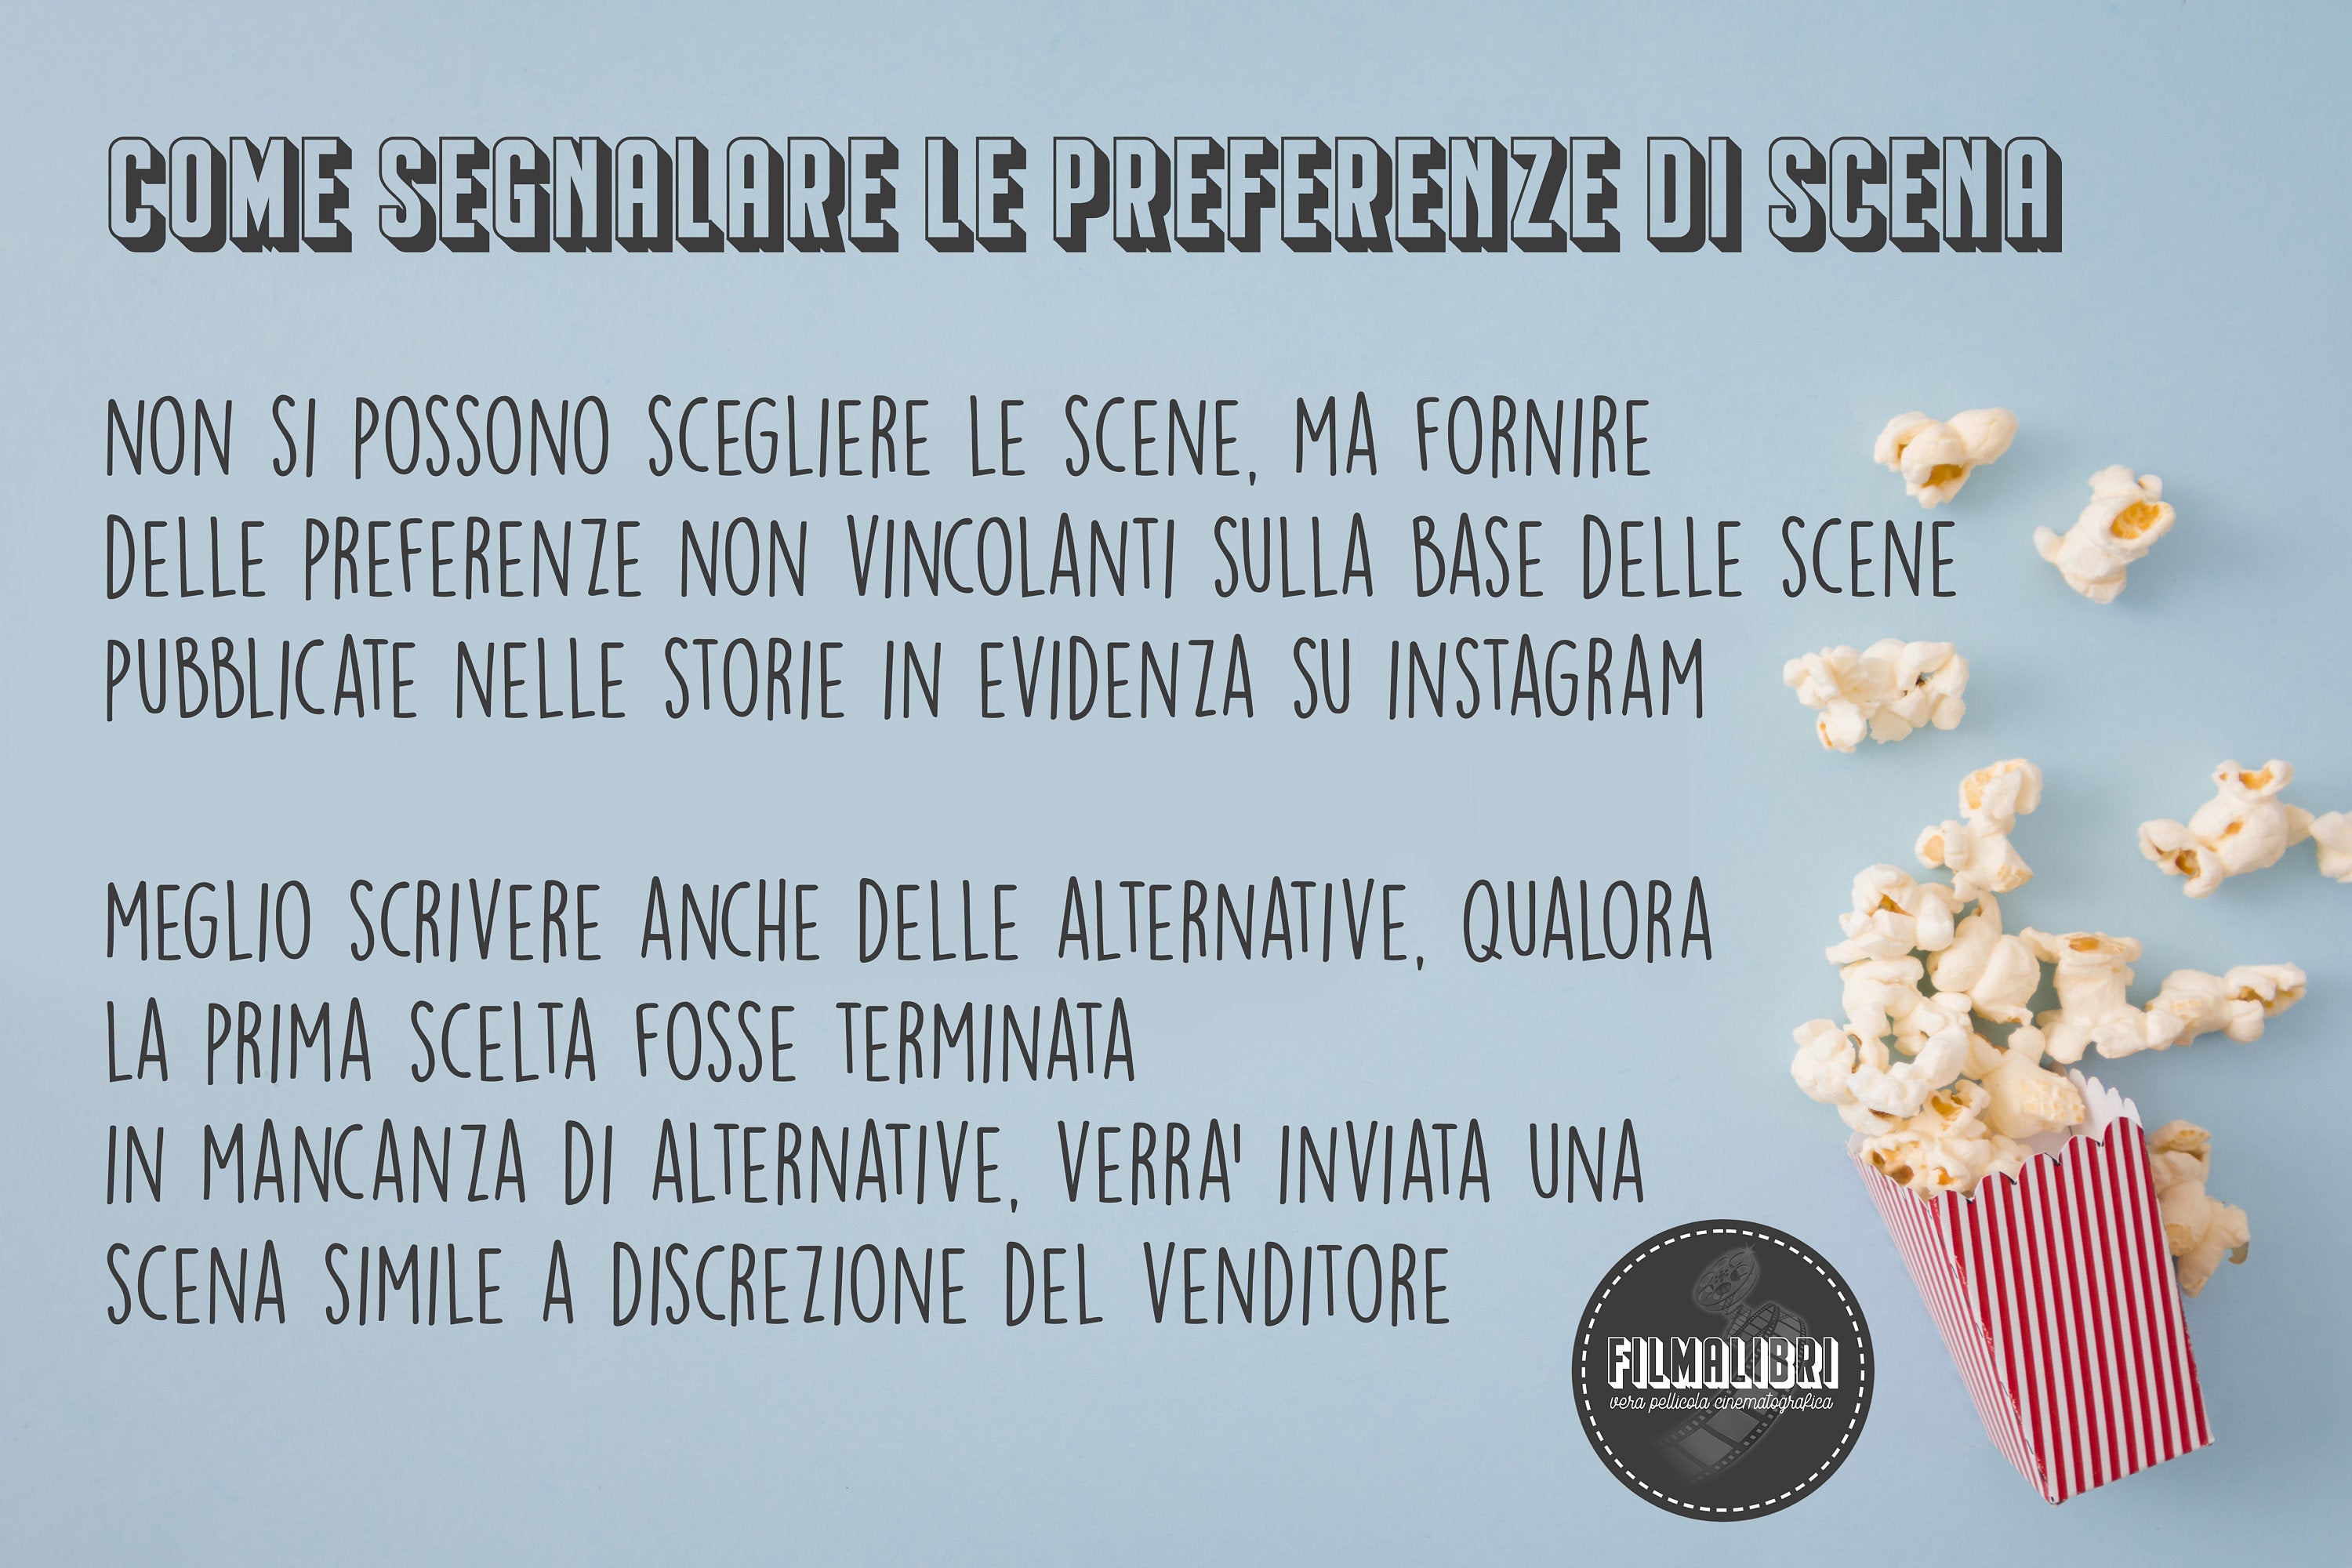 COME SEGNALARE LE PREFERENZE DI SCENA
NON SI POSSONO SCEGLIERE LE SCENE, MA FORNIRE
DELLE PREFERENZE NON VINCOLANTI SULLA BASE DELLE SCENE
PUBBLICATE NELLE STORIE IN EVIDENZA SU INSTAGRAM
MEGLIO SCRIVERE ANCHE DELLE ALTERNATIVE, QUALORA
LA PRIMA SCELTA FOSSE TERMINATA
IN MANCANZA DI ALTERNATIVE, VERRA' INVIATA UNA
SCENA SIMILE A DISCREZIONE DEL VENDITORE
FILMALIBRI
vera pellicola cinematografica